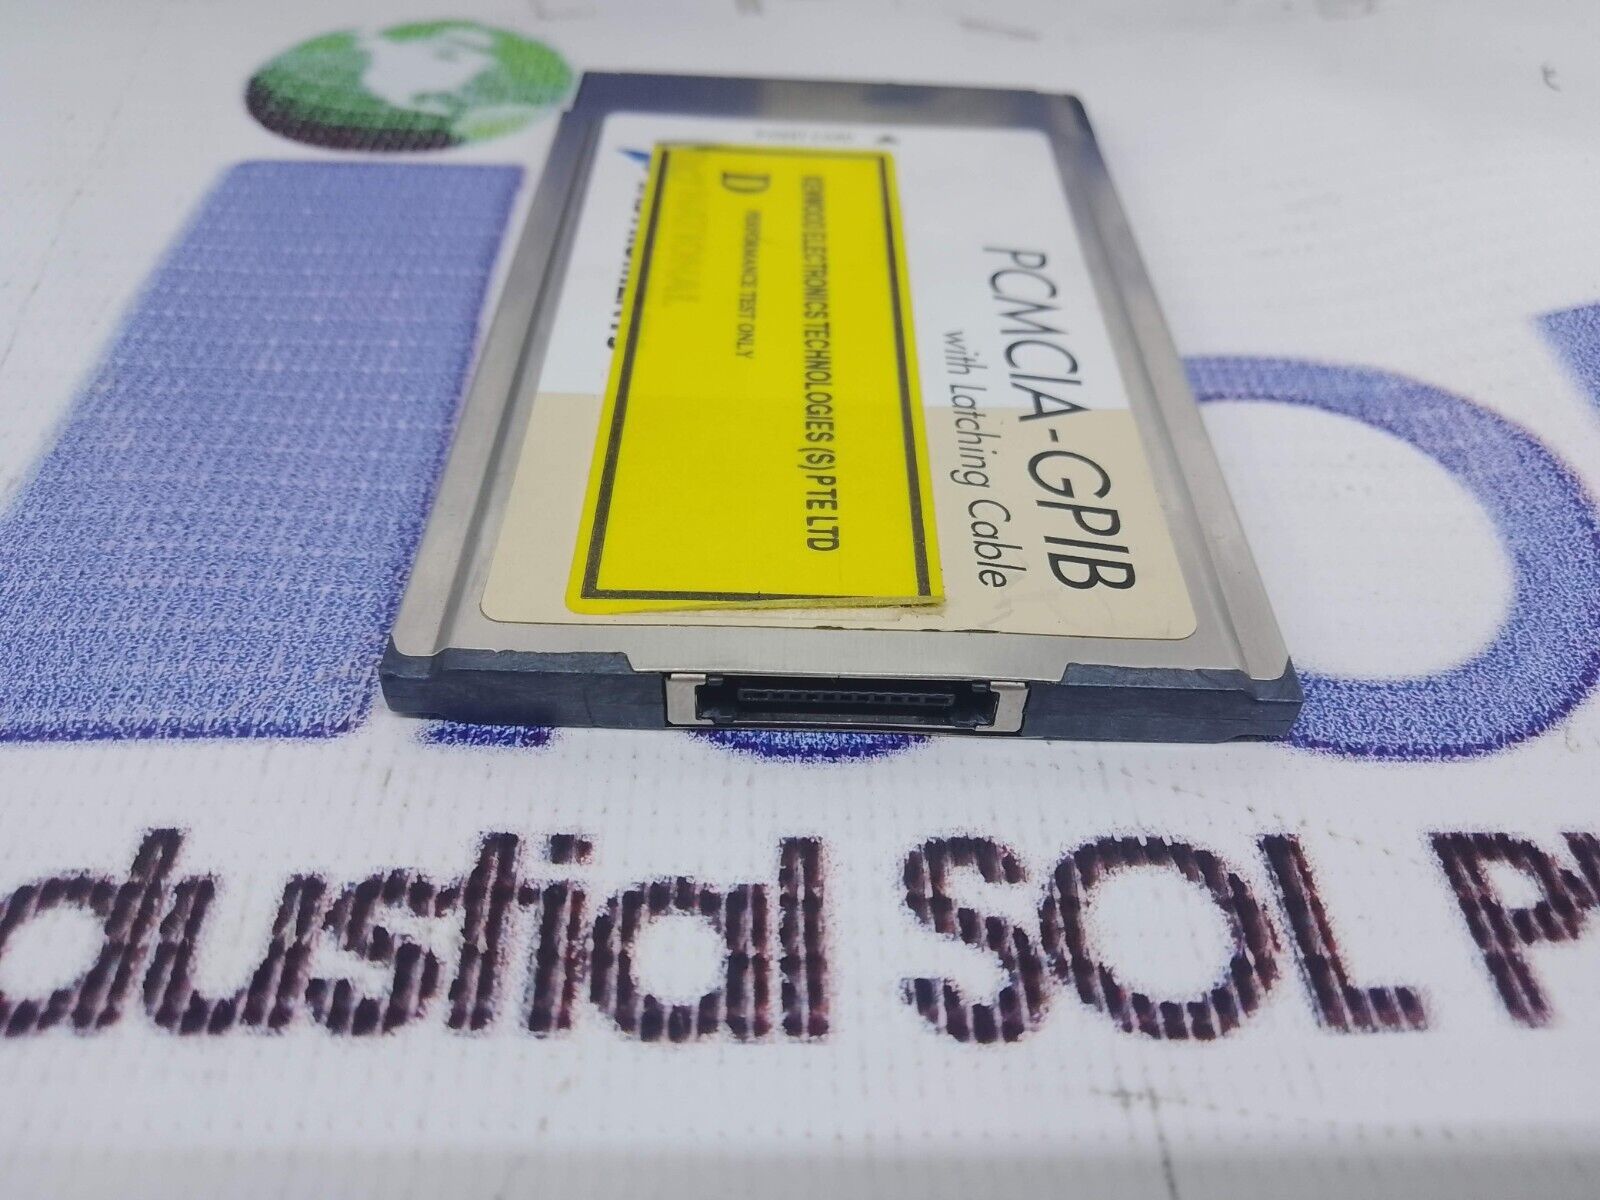 PCMCIA-GPIB
with Latching Cable
KENWOOD ELECTRONICS TECHNOLOGIES (S) PTE LTD
D PERFORMANCE TEST ONLY
dustial SOL